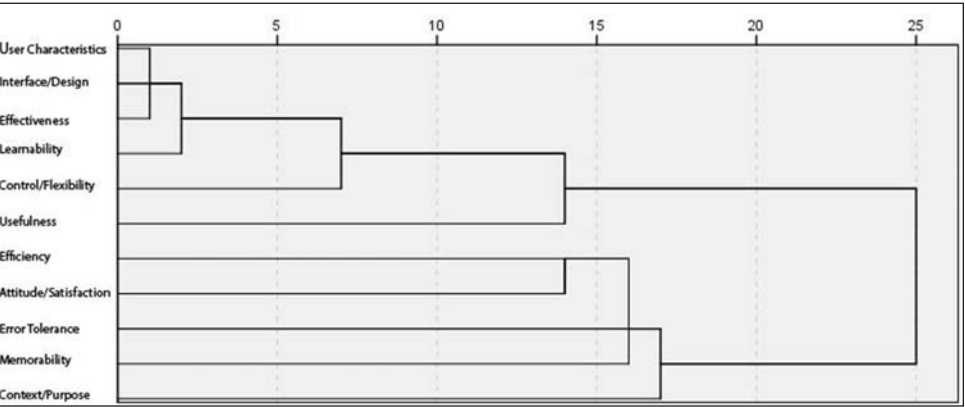 0 5 10 15 20 25
User Characteristics
Interface/Design
Effectiveness
Learnability
Control/Flexibility
Usefulness
Efficiency
Attitude/Satisfaction
Error Tolerance
Memorability
Context/Purpose